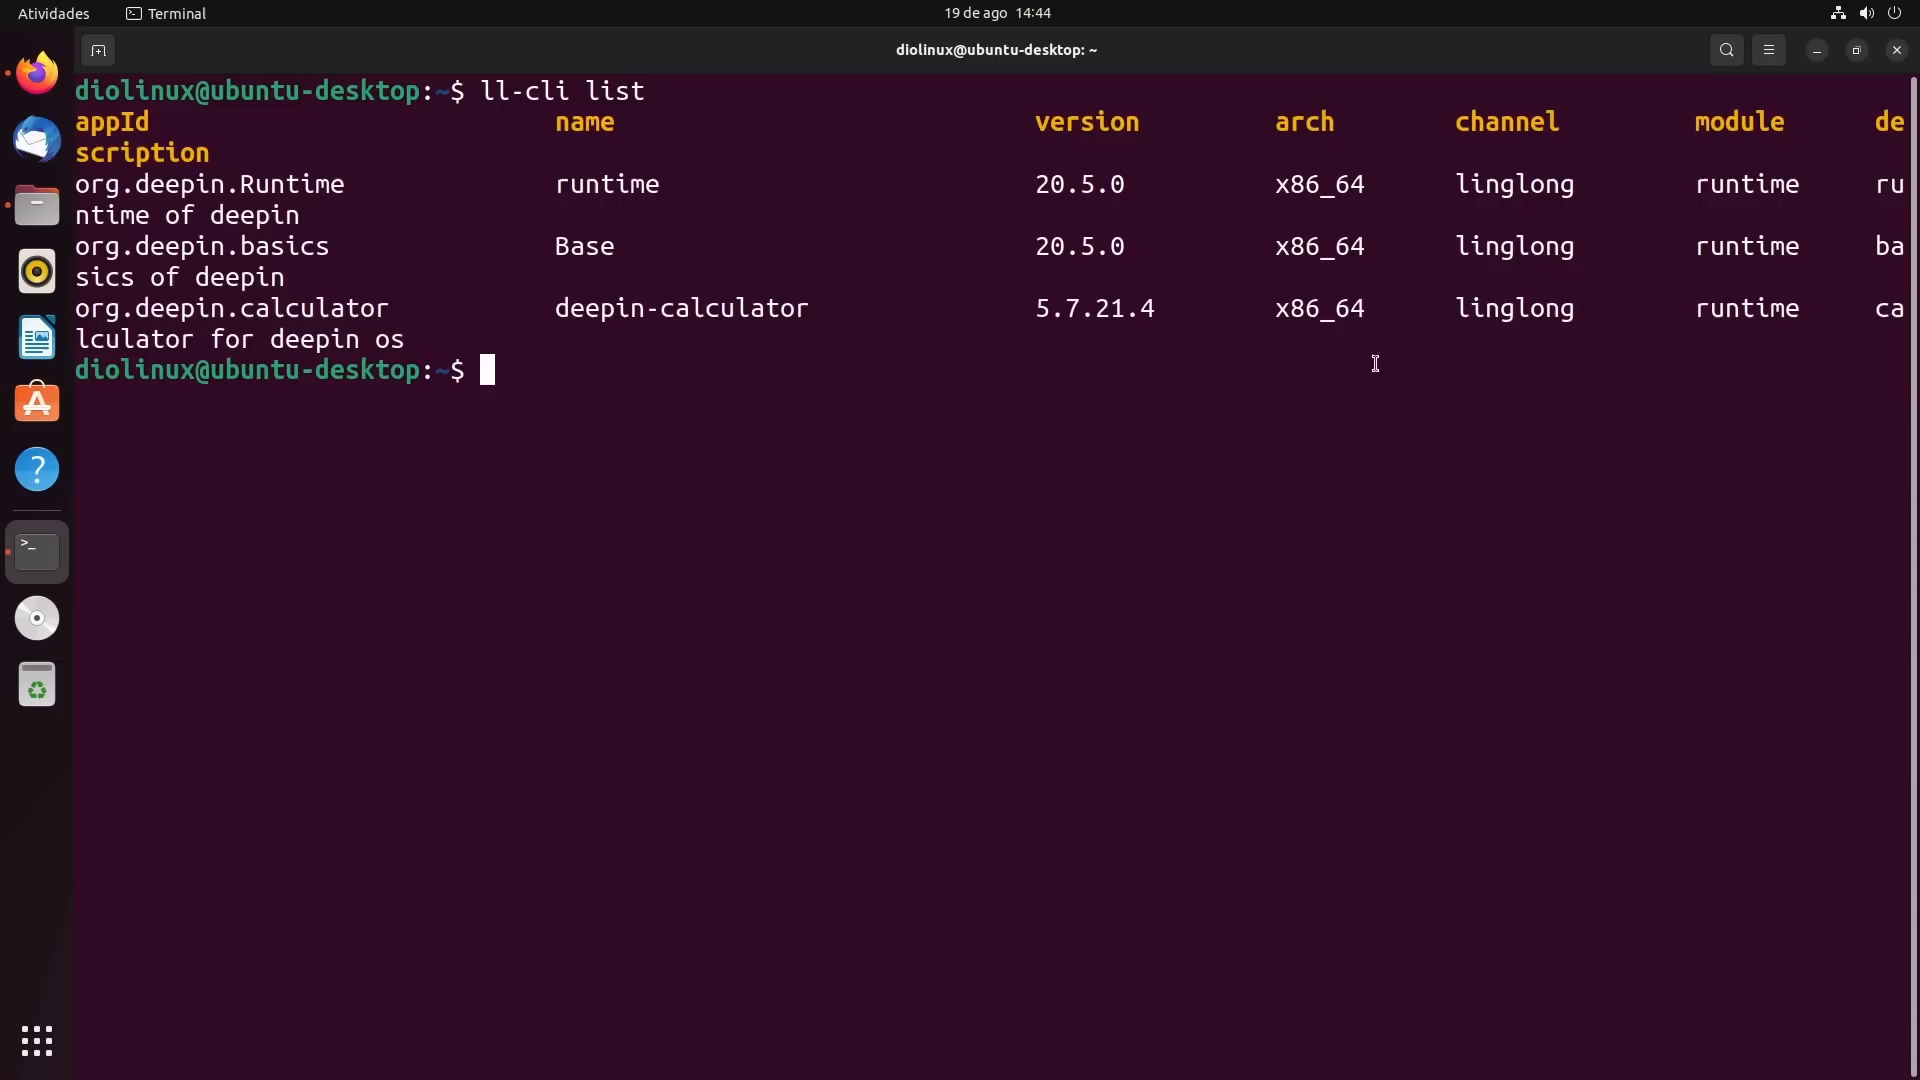 Atividades Terminal 19 de ago 14:44
diolinux@ubuntu-desktop: ~
diolinux@ubuntu-desktop:~$ ll-cli list
appId name version arch channel module de
scription
org.deepin.Runtime runtime 20.5.0 x86_64 linglong runtime ru
ntime of deepin
org.deepin.basics Base 20.5.0 x86_64 linglong runtime ba
sics of deepin
org.deepin.calculator deepin-calculator 5.7.21.4 x86_64 linglong runtime ca
lculator for deepin os
diolinux@ubuntu-desktop:~$